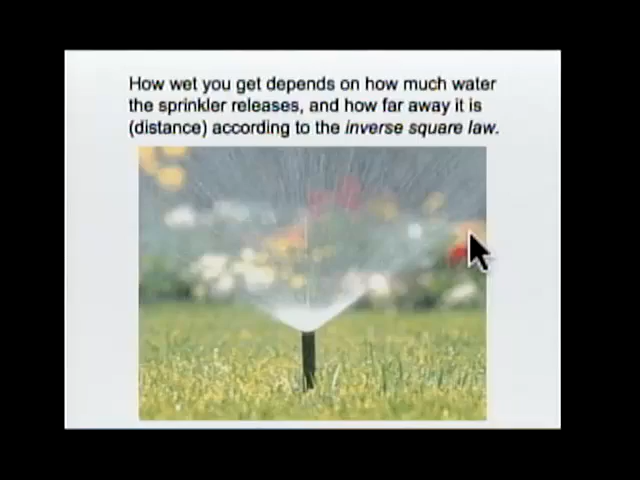 How wet you get depends on how much water
the sprinkler releases, and how far away it is
(distance) according to the inverse square law.